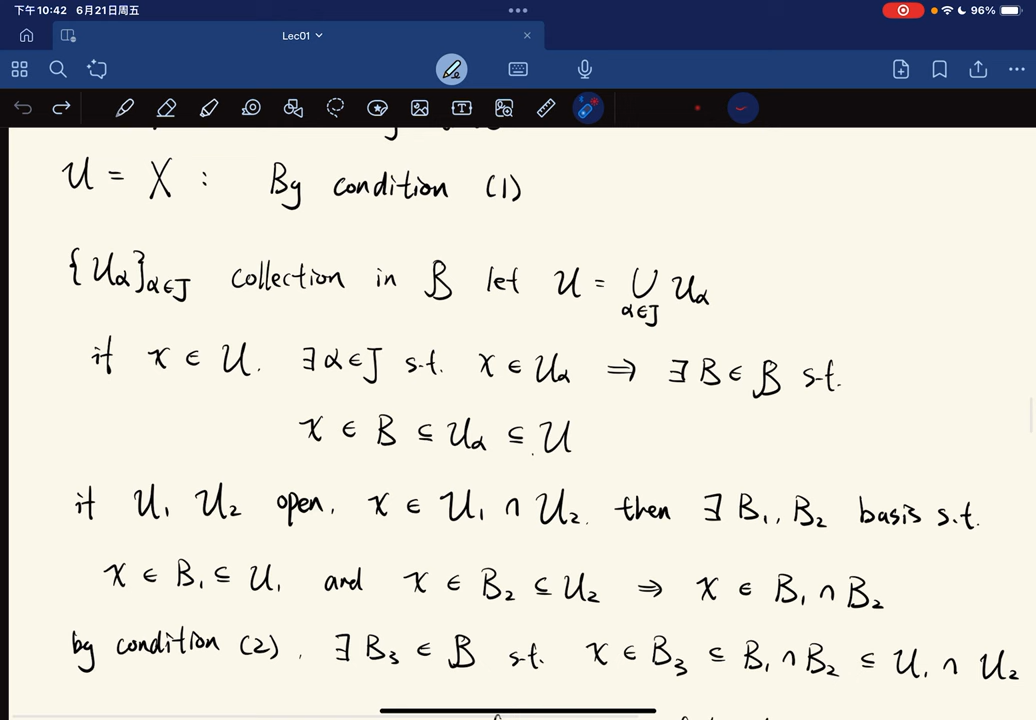 下午10:42 6月21日周五
96%
Lec01
U = X : By condition (1)
{Uα}α∈J collection in ℬ let U = ∪α∈J Uα
if x ∈ U. ∃α∈J s.t. x ∈ Uα ⇒ ∃ B ∈ ℬ s.t.
x ∈ B ⊆ Uα ⊆ U
if U₁ U₂ open. x ∈ U₁ ∩ U₂. then ∃ B₁, B₂ basis s.t.
x ∈ B₁ ⊆ U₁ and x ∈ B₂ ⊆ U₂ ⇒ x ∈ B₁ ∩ B₂
by condition (2). ∃ B₃ ∈ ℬ s.t. x ∈ B₃ ⊆ B₁ ∩ B₂ ⊆ U₁ ∩ U₂